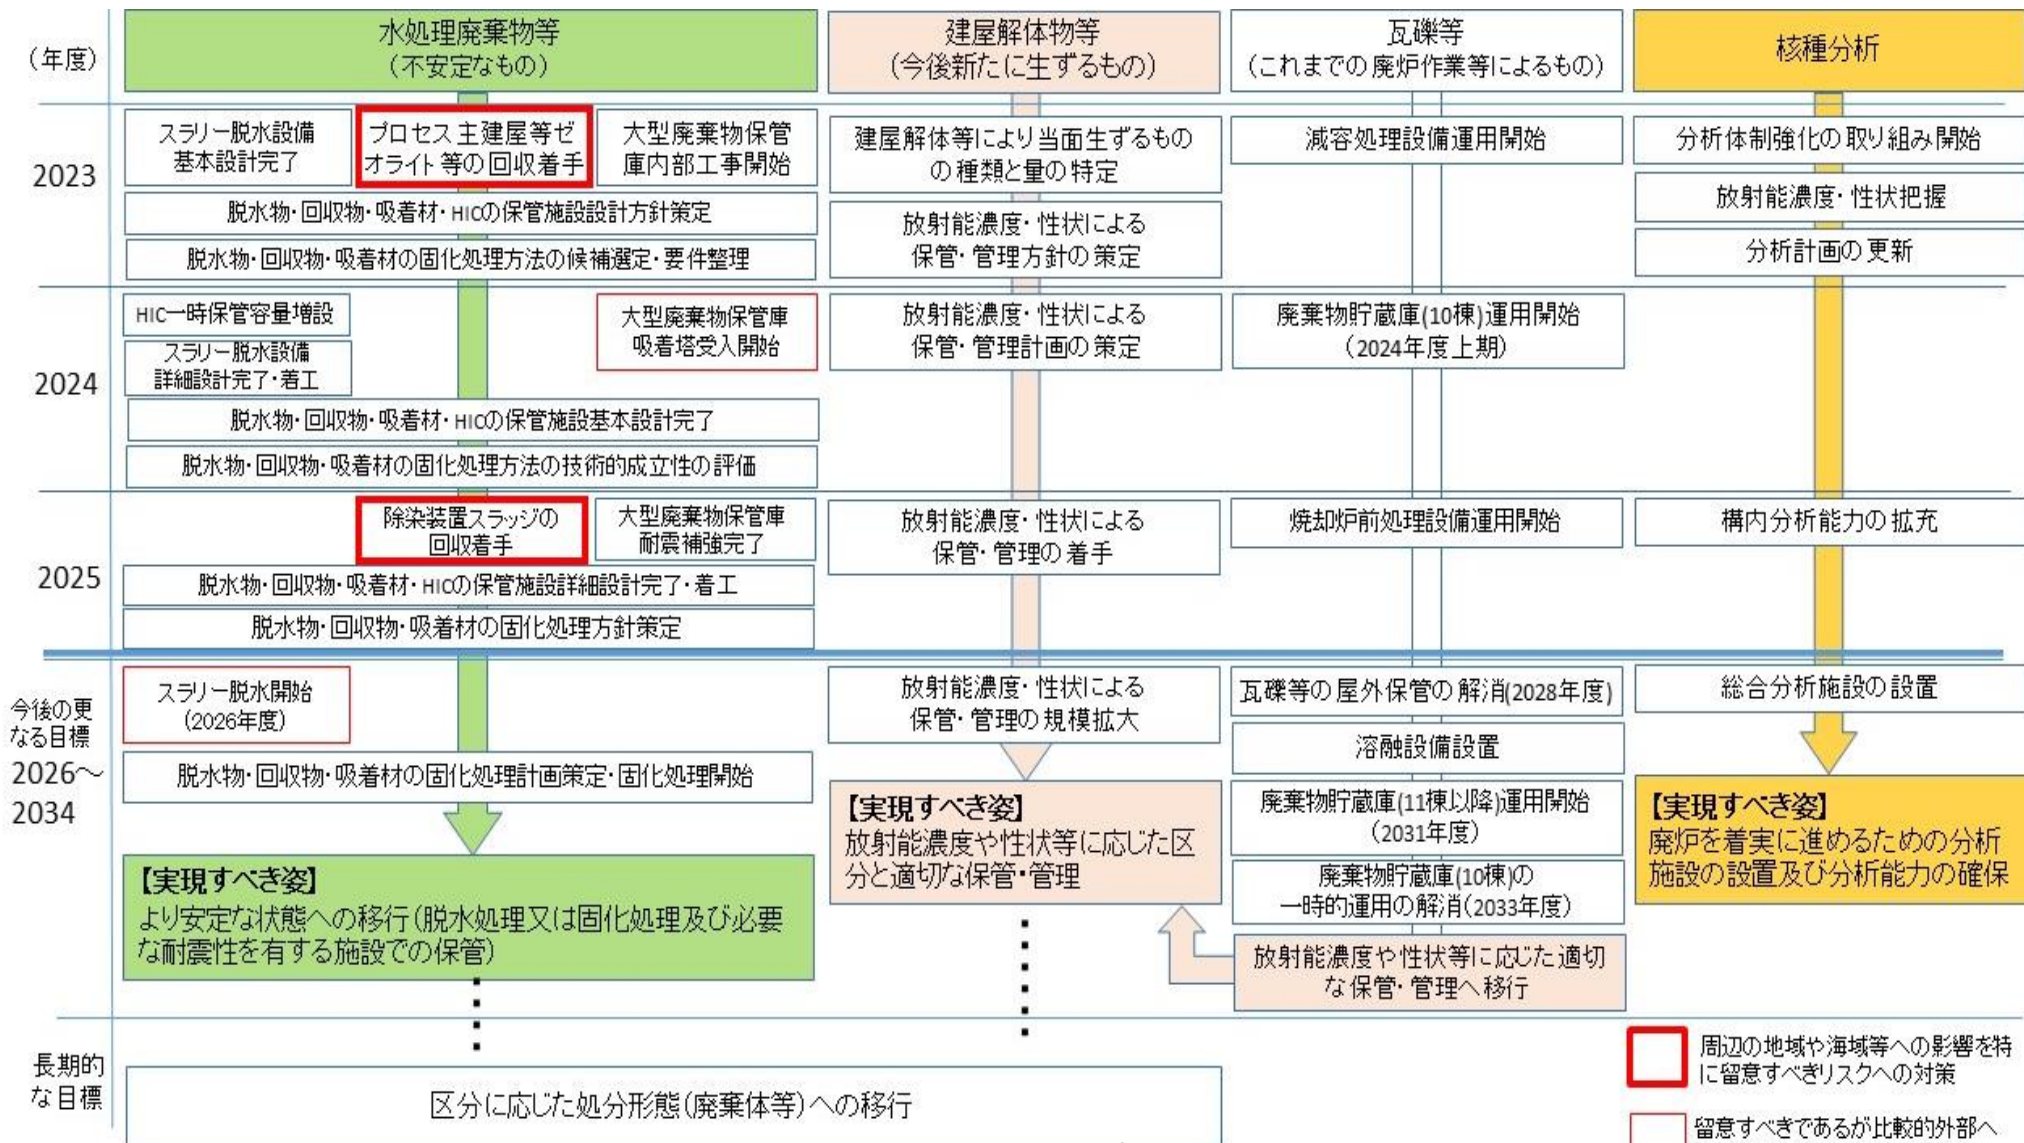 （年度）
水処理廃棄物等
（不安定なもの）
建屋解体物等
（今後新たに生ずるもの）
瓦礫等
（これまでの廃炉作業等によるもの）
核種分析
2023
スラリー脱水設備
基本設計完了
プロセス主建屋等ゼ
オライト等の回収着手
大型廃棄物保管
庫内部工事開始
脱水物・回収物・吸着材・HICの保管施設設計方針策定
脱水物・回収物・吸着材の固化処理方法の候補選定・要件整理
建屋解体等により当面生ずるもの
の種類と量の特定
放射能濃度・性状による
保管・管理方針の策定
減容処理設備運用開始
分析体制強化の取り組み開始
放射能濃度・性状把握
分析計画の更新
2024
HIC一時保管容量増設
スラリー脱水設備
詳細設計完了・着工
大型廃棄物保管庫
吸着塔受入開始
脱水物・回収物・吸着材・HICの保管施設基本設計完了
脱水物・回収物・吸着材の固化処理方法の技術的成立性の評価
放射能濃度・性状による
保管・管理計画の策定
廃棄物貯蔵庫(10棟)運用開始
（2024年度上期）
2025
除染装置スラッジの
回収着手
大型廃棄物保管庫
耐震補強完了
脱水物・回収物・吸着材・HICの保管施設詳細設計完了・着工
脱水物・回収物・吸着材の固化処理方針策定
放射能濃度・性状による
保管・管理の着手
焼却炉前処理設備運用開始
構内分析能力の拡充
今後の更
なる目標
2026～
2034
スラリー脱水開始
(2026年度)
脱水物・回収物・吸着材の固化処理計画策定・固化処理開始
【実現すべき姿】
より安定な状態への移行（脱水処理又は固化処理及び必要
な耐震性を有する施設での保管）
放射能濃度・性状による
保管・管理の規模拡大
【実現すべき姿】
放射能濃度や性状等に応じた区
分と適切な保管・管理
瓦礫等の屋外保管の解消(2028年度)
溶融設備設置
廃棄物貯蔵庫(11棟以降)運用開始
（2031年度）
廃棄物貯蔵庫(10棟)の
一時的運用の解消(2033年度)
放射能濃度や性状等に応じた適切
な保管・管理へ移行
総合分析施設の設置
【実現すべき姿】
廃炉を着実に進めるための分析
施設の設置及び分析能力の確保
長期的
な目標
区分に応じた処分形態（廃棄体等）への移行
周辺の地域や海域等への影響を特
に留意すべきリスクへの対策
留意すべきであるが比較的外部へ